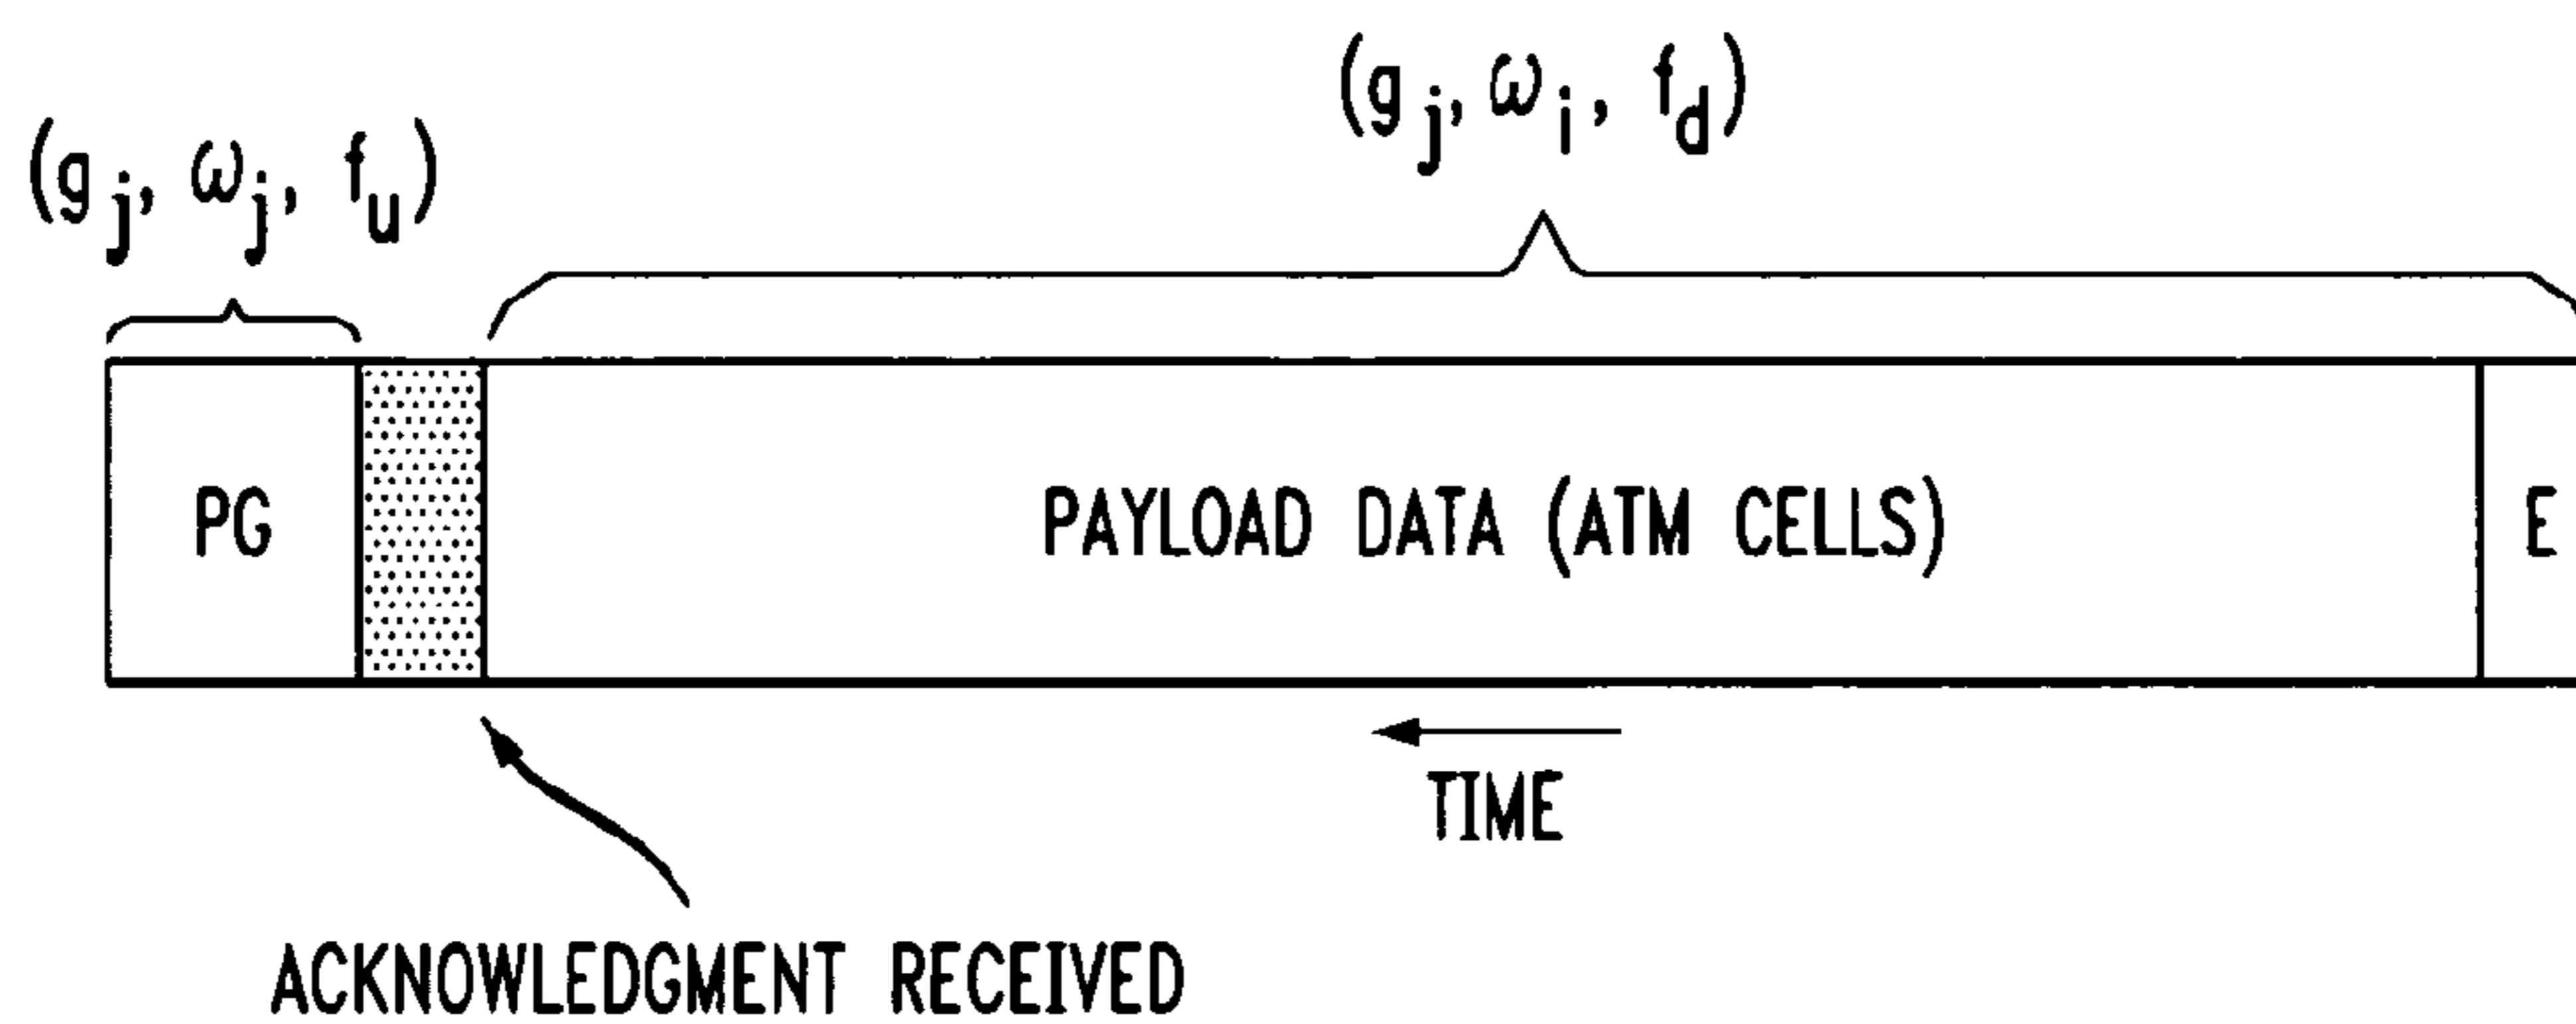 (g_j, ω_i, f_d)
(g_j, ω_j, f_u)
PG
PAYLOAD DATA (ATM CELLS)
E
TIME
ACKNOWLEDGMENT RECEIVED